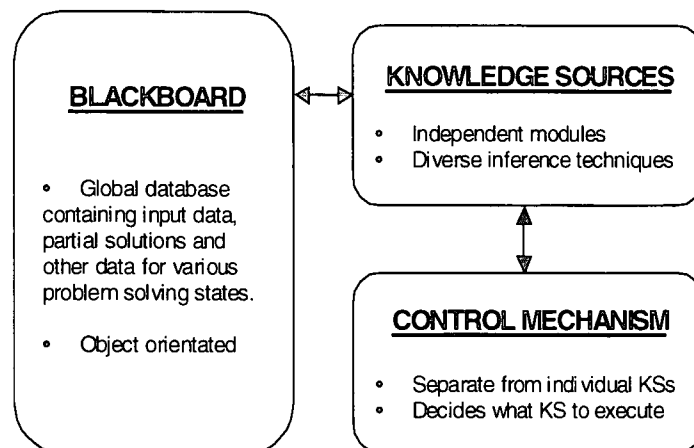 BLACKBOARD
• Global database
containing input data,
partial solutions and
other data for various
problem solving states.
• Object orientated
KNOWLEDGE SOURCES
• Independent modules
• Diverse inference techniques
CONTROL MECHANISM
• Separate from individual KSs
• Decides what KS to execute